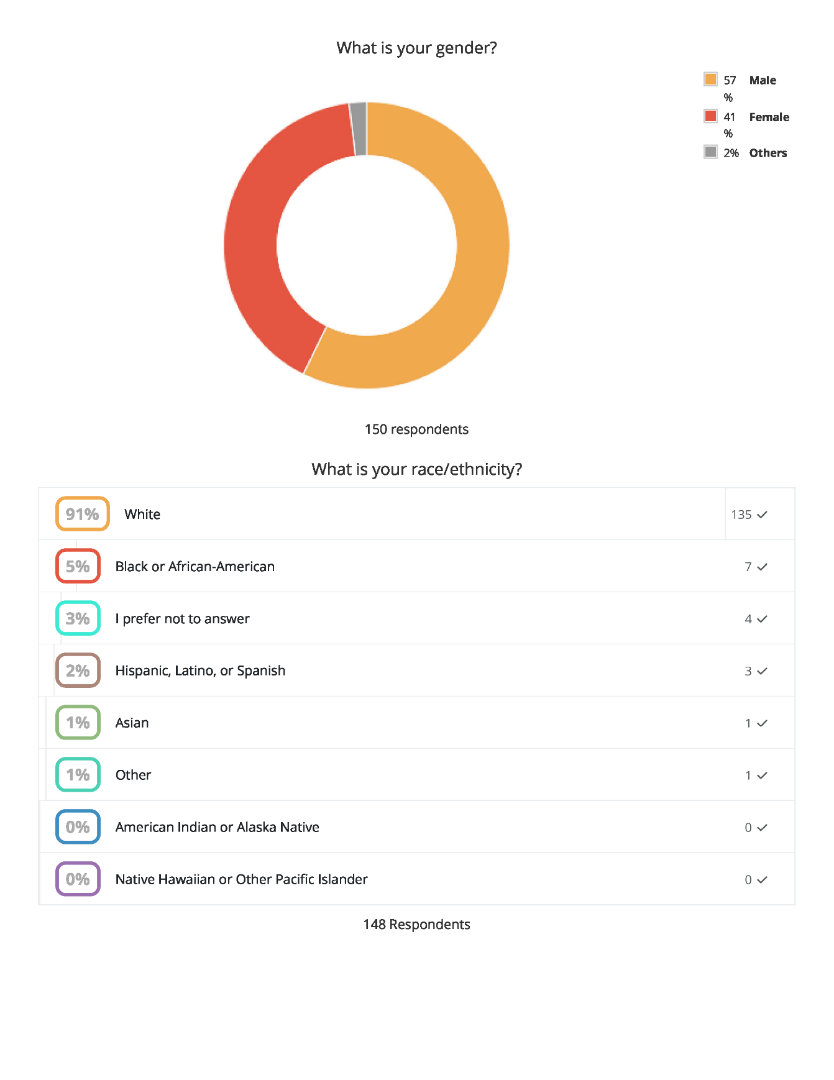 What is your gender?
57 Male
%
41 Female
%
2% Others
150 respondents
What is your race/ethnicity?
91% White 135
5% Black or African-American 7
3% I prefer not to answer 4
2% Hispanic, Latino, or Spanish 3
1% Asian 1
1% Other 1
0% American Indian or Alaska Native 0
0% Native Hawaiian or Other Pacific Islander 0
148 Respondents